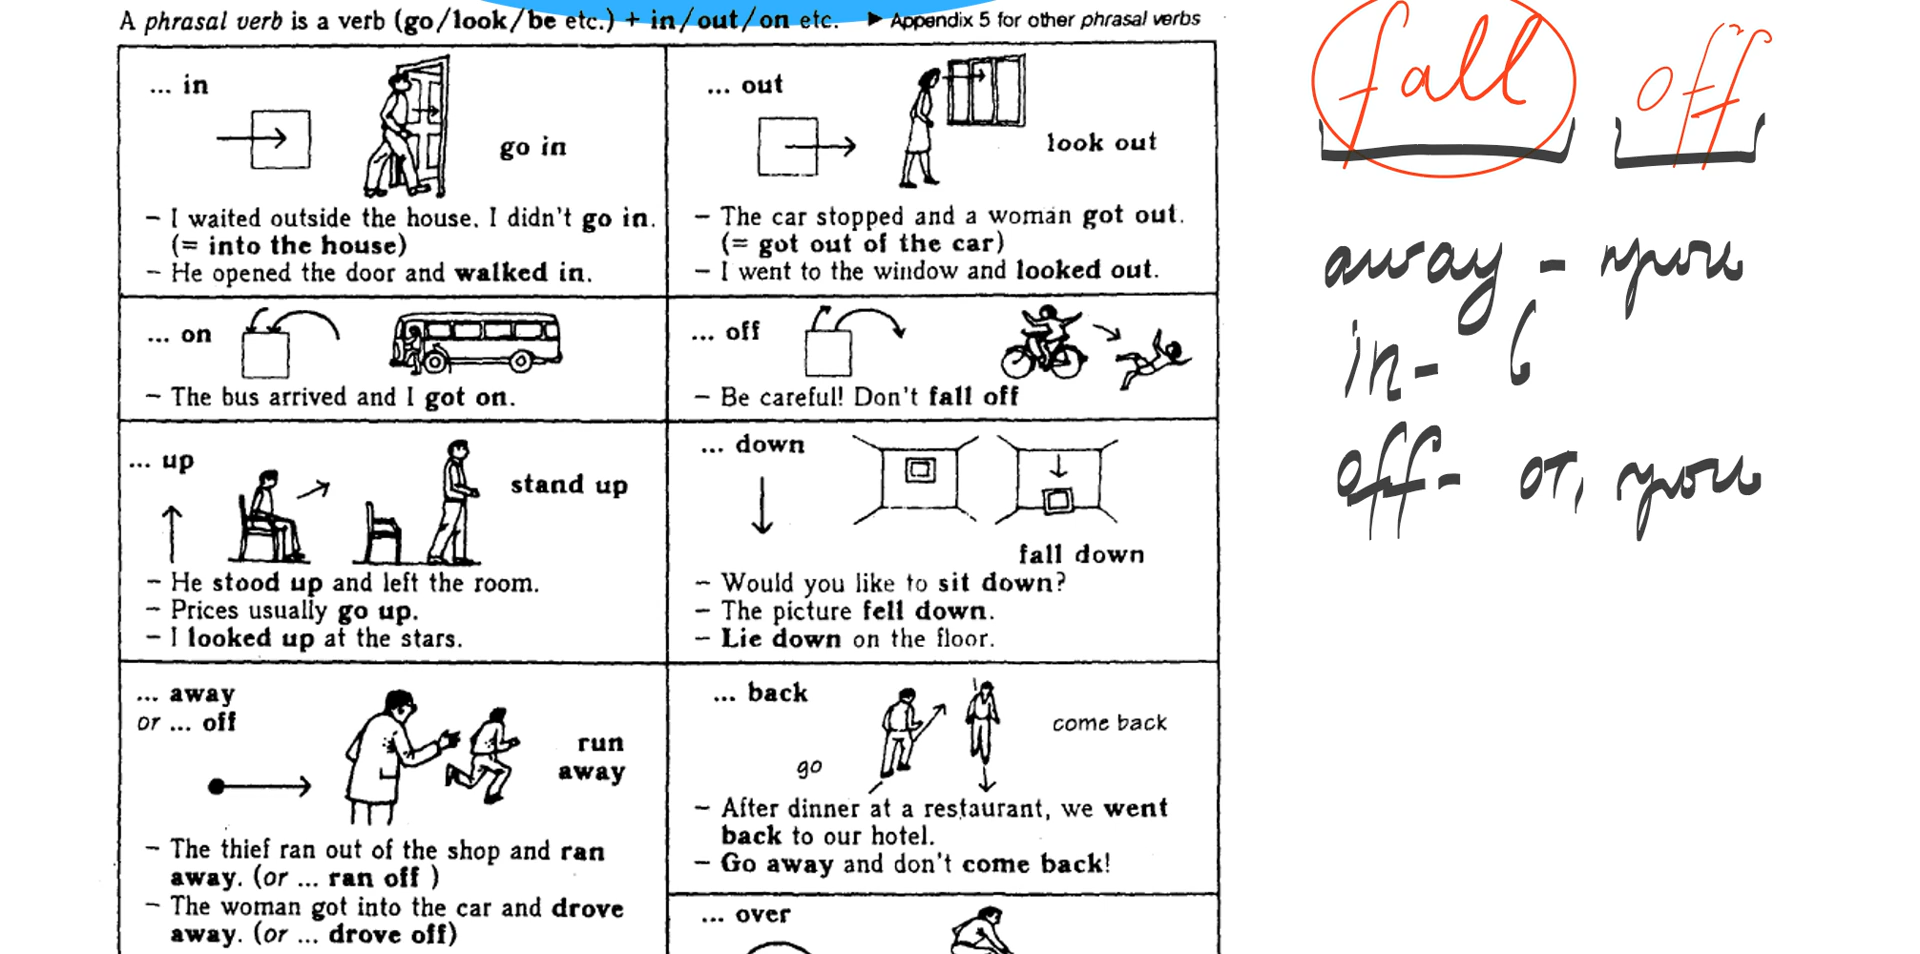 A phrasal verb is a verb (go/look/be etc.) + in/out/on etc. ► Appendix 5 for other phrasal verbs
... in
go in
– I waited outside the house. I didn't go in.
(= into the house)
– He opened the door and walked in.
... out
look out
– The car stopped and a woman got out.
(= got out of the car)
– I went to the window and looked out.
... on
– The bus arrived and I got on.
... off
– Be careful! Don't fall off
... up
stand up
– He stood up and left the room.
– Prices usually go up.
– I looked up at the stars.
... down
fall down
– Would you like to sit down?
– The picture fell down.
– Lie down on the floor.
... away
or ... off
run
away
– The thief ran out of the shop and ran
away. (or ... ran off )
– The woman got into the car and drove
away. (or ... drove off)
... back
go
come back
– After dinner at a restaurant, we went
back to our hotel.
– Go away and don't come back!
... over
fall off
away - прочь
in - в
off - от, прочь